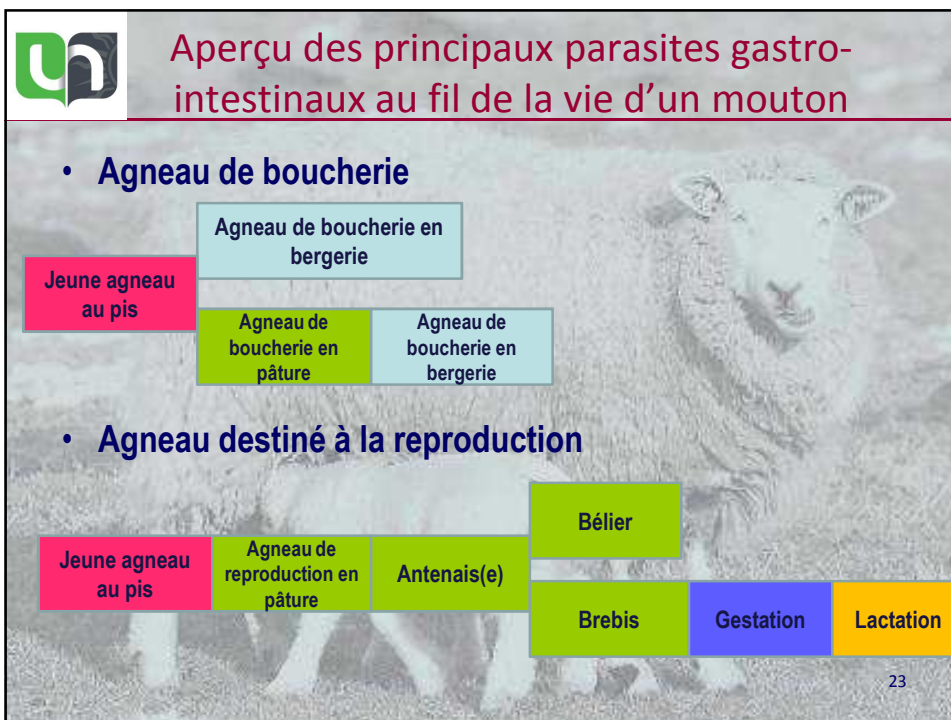 Aperçu des principaux parasites gastro-
intestinaux au fil de la vie d'un mouton
• Agneau de boucherie
Agneau de boucherie en
bergerie
Jeune agneau
au pis
Agneau de
boucherie en
pâture
Agneau de
boucherie en
bergerie
• Agneau destiné à la reproduction
Bélier
Jeune agneau
au pis
Agneau de
reproduction en
pâture
Antenais(e)
Brebis
Gestation
Lactation
23